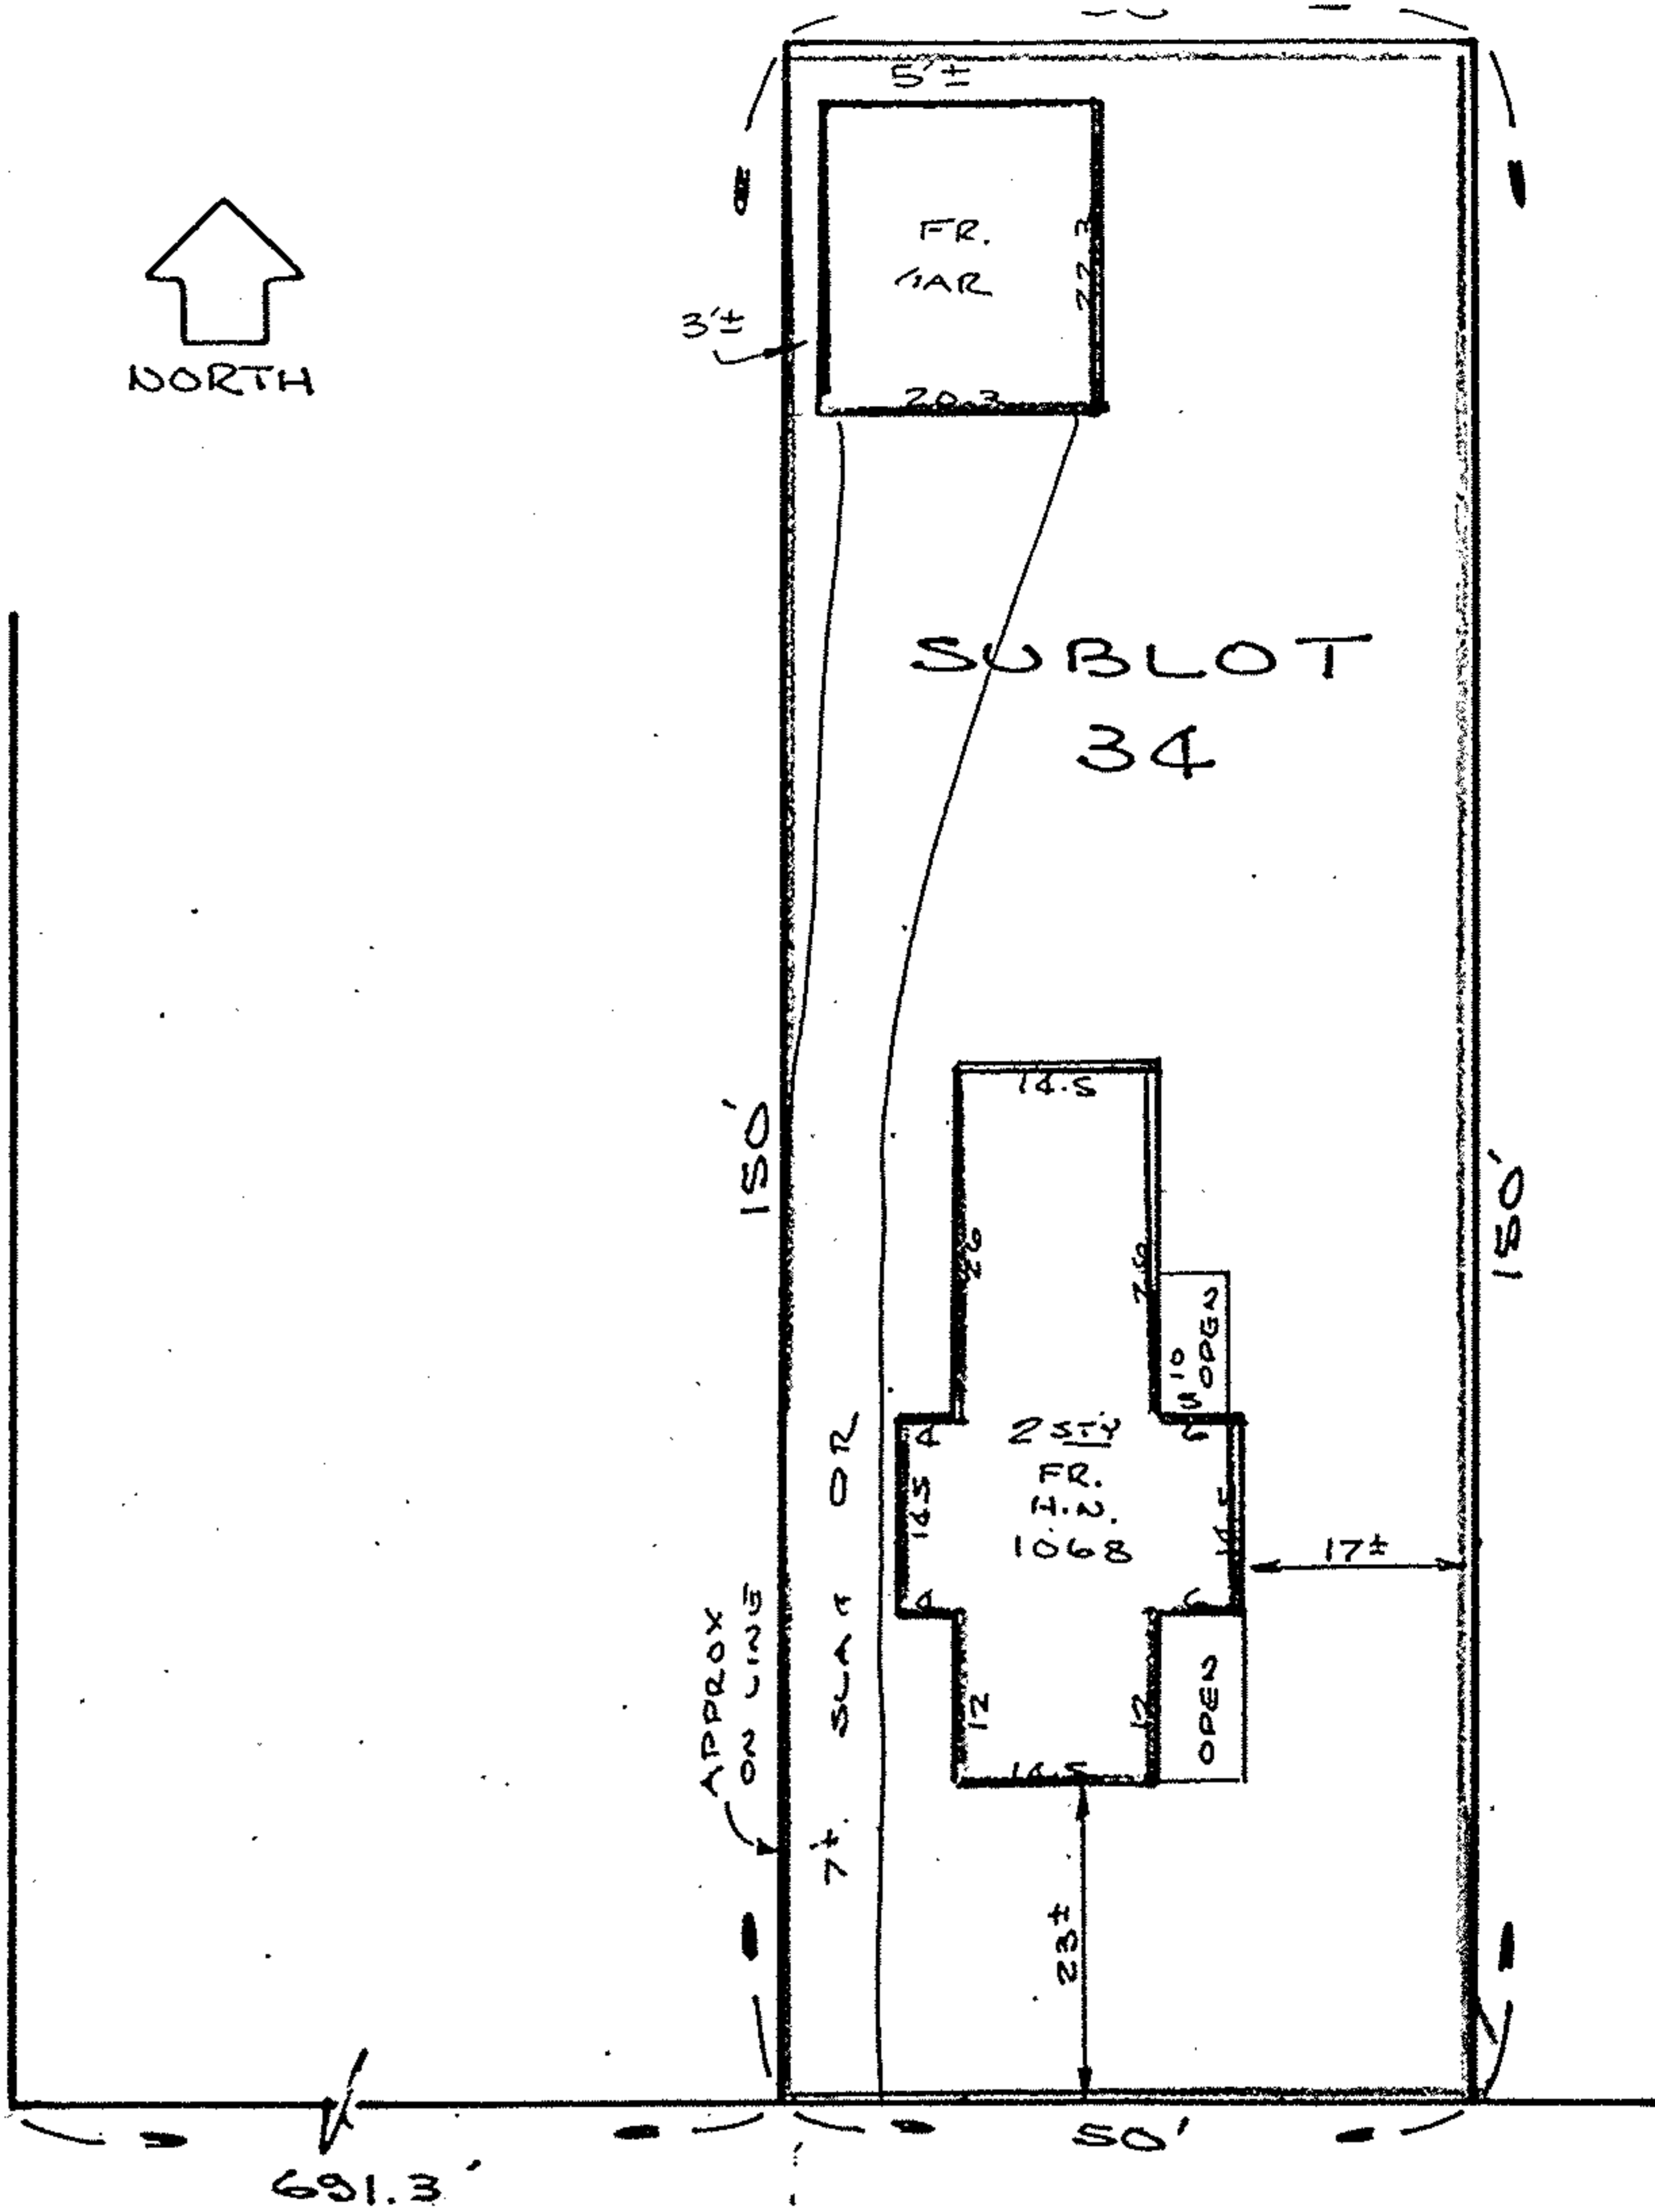 5'±
FR.
GAR
22.3
3'±
20.3
NORTH
SUBLOT
34
150'
150'
14.5
26
26
10
5
OPEN
4
6
2 STY
FR.
H.N.
1068
14.5
14.5
17±
4
6
7'± SLAB DR
APPROX
ON LINE
12
12
OPEN
14.5
23±
50'
691.3'